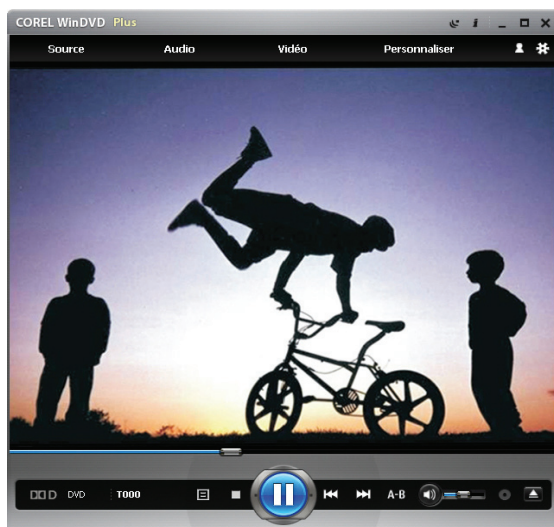 COREL WinDVD Plus
Source Audio Vidéo Personnaliser
DVD T000 A-B